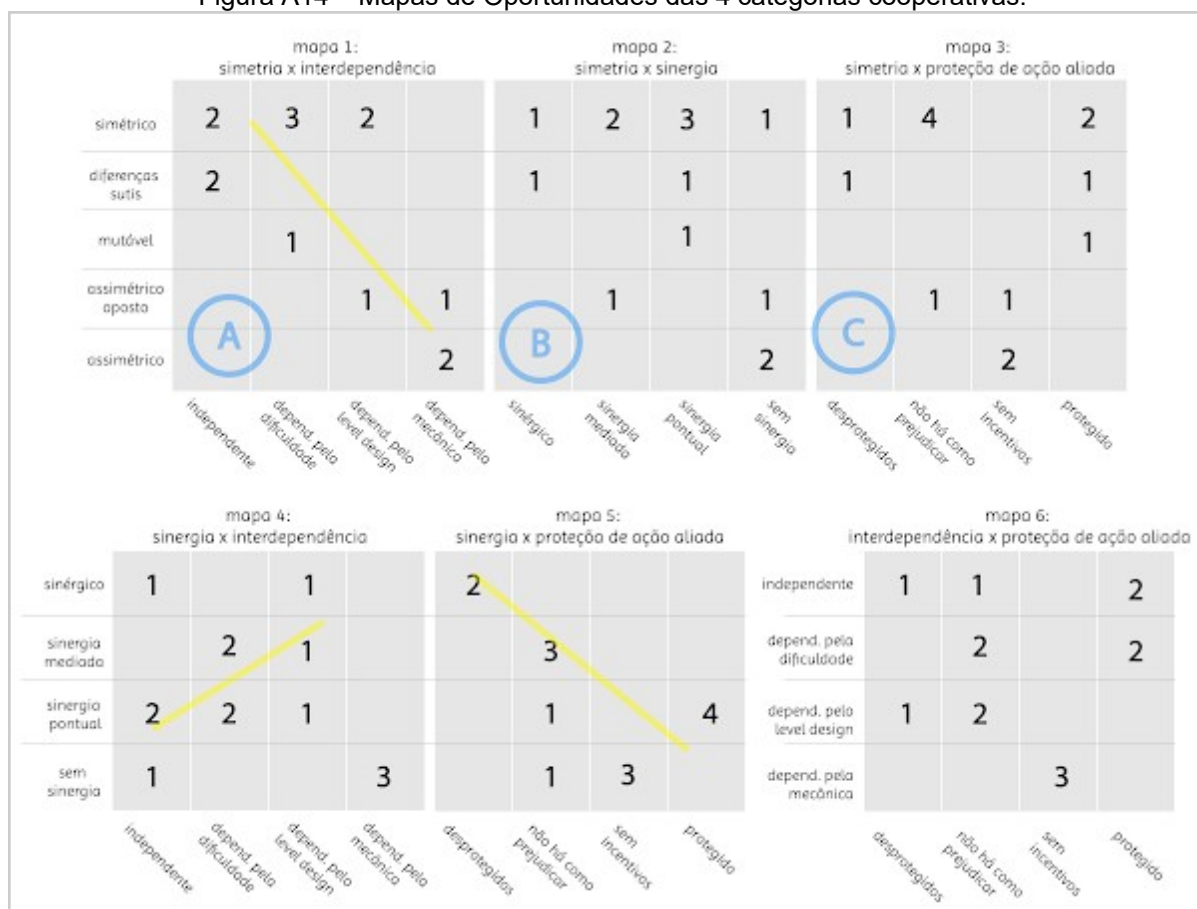 Figura A14 – Mapas de Oportunidades das 4 categorias cooperativas.
mapa 1:
simetria x interdependência
mapa 2:
simetria x sinergia
mapa 3:
simetria x proteçõa de ação aliada
simétrico
2 3 2
1 2 3 1
1 4 2
diferenças
sutis
2
1 1
1 1
mutável
1
1
1
assimétrico
oposto
1 1
1 1
1 1
assimétrico
2
2
2
A
B
C
independente
depend. pela
dificuldade
depend. pelo
level design
depend. pela
mecânica
sinérgico
sinergia
mediada
sinergia
pontual
sem
sinergia
desprotegidos
não há como
prejudicar
sem
incentivos
protegido
mapa 4:
sinergia x interdependência
mapa 5:
sinergia x proteçõa de ação aliada
mapa 6:
interdependência x proteçõa de ação aliada
sinérgico
1 1
2
independente
1 1 2
sinergia
mediada
2 1
3
depend. pela
dificuldade
2 2
sinergia
pontual
2 2 1
1 4
depend. pelo
level design
1 2
sem
sinergia
1 3
1 3
depend. pela
mecânica
3
independente
depend. pela
dificuldade
depend. pelo
level design
depend. pela
mecânica
desprotegidos
não há como
prejudicar
sem
incentivos
protegido
desprotegidos
não há como
prejudicar
sem
incentivos
protegido